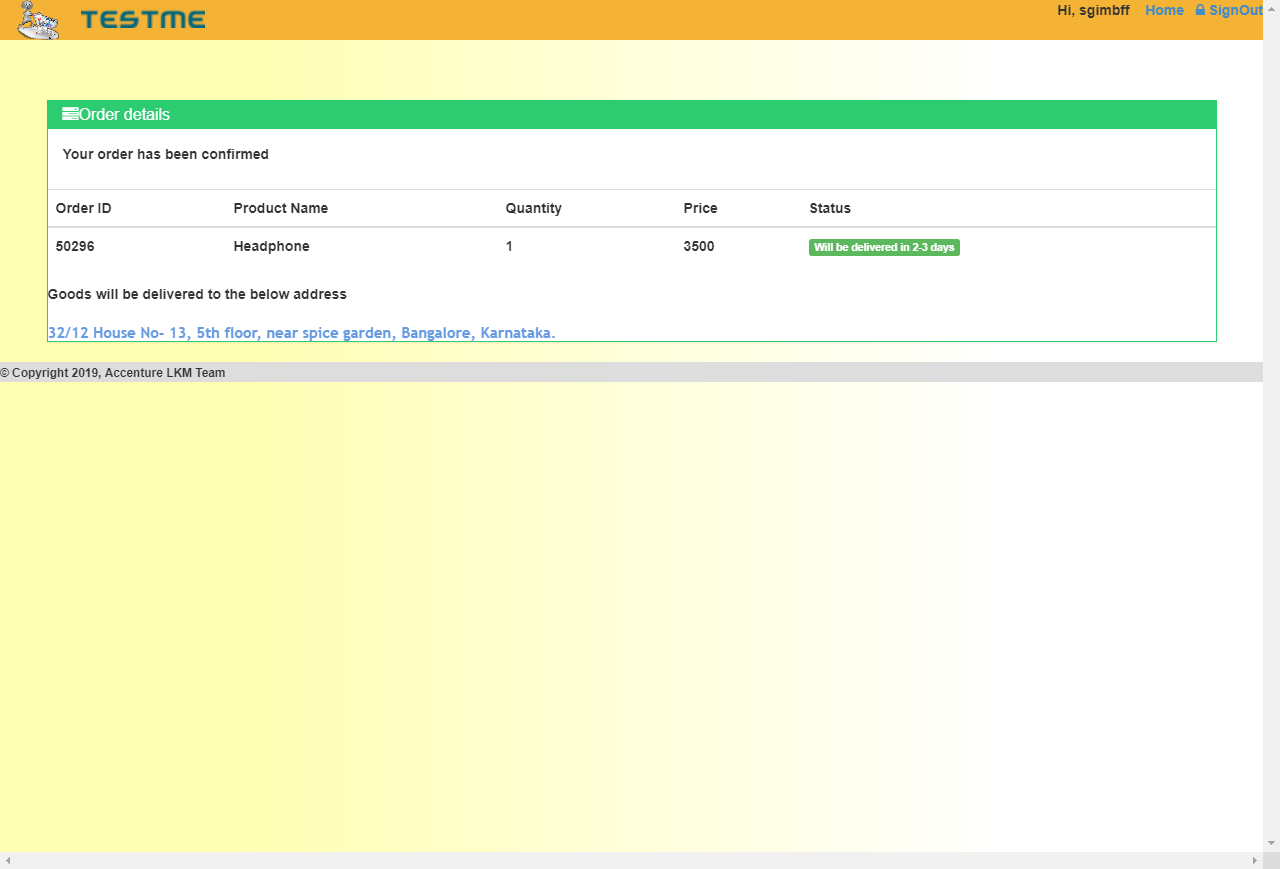 TESTME
Hi, sgimbff Home SignOut
Order details
Your order has been confirmed
Order ID Product Name Quantity Price Status
50296 Headphone 1 3500 Will be delivered in 2-3 days
Goods will be delivered to the below address
32/12 House No- 13, 5th floor, near spice garden, Bangalore, Karnataka.
© Copyright 2019, Accenture LKM Team